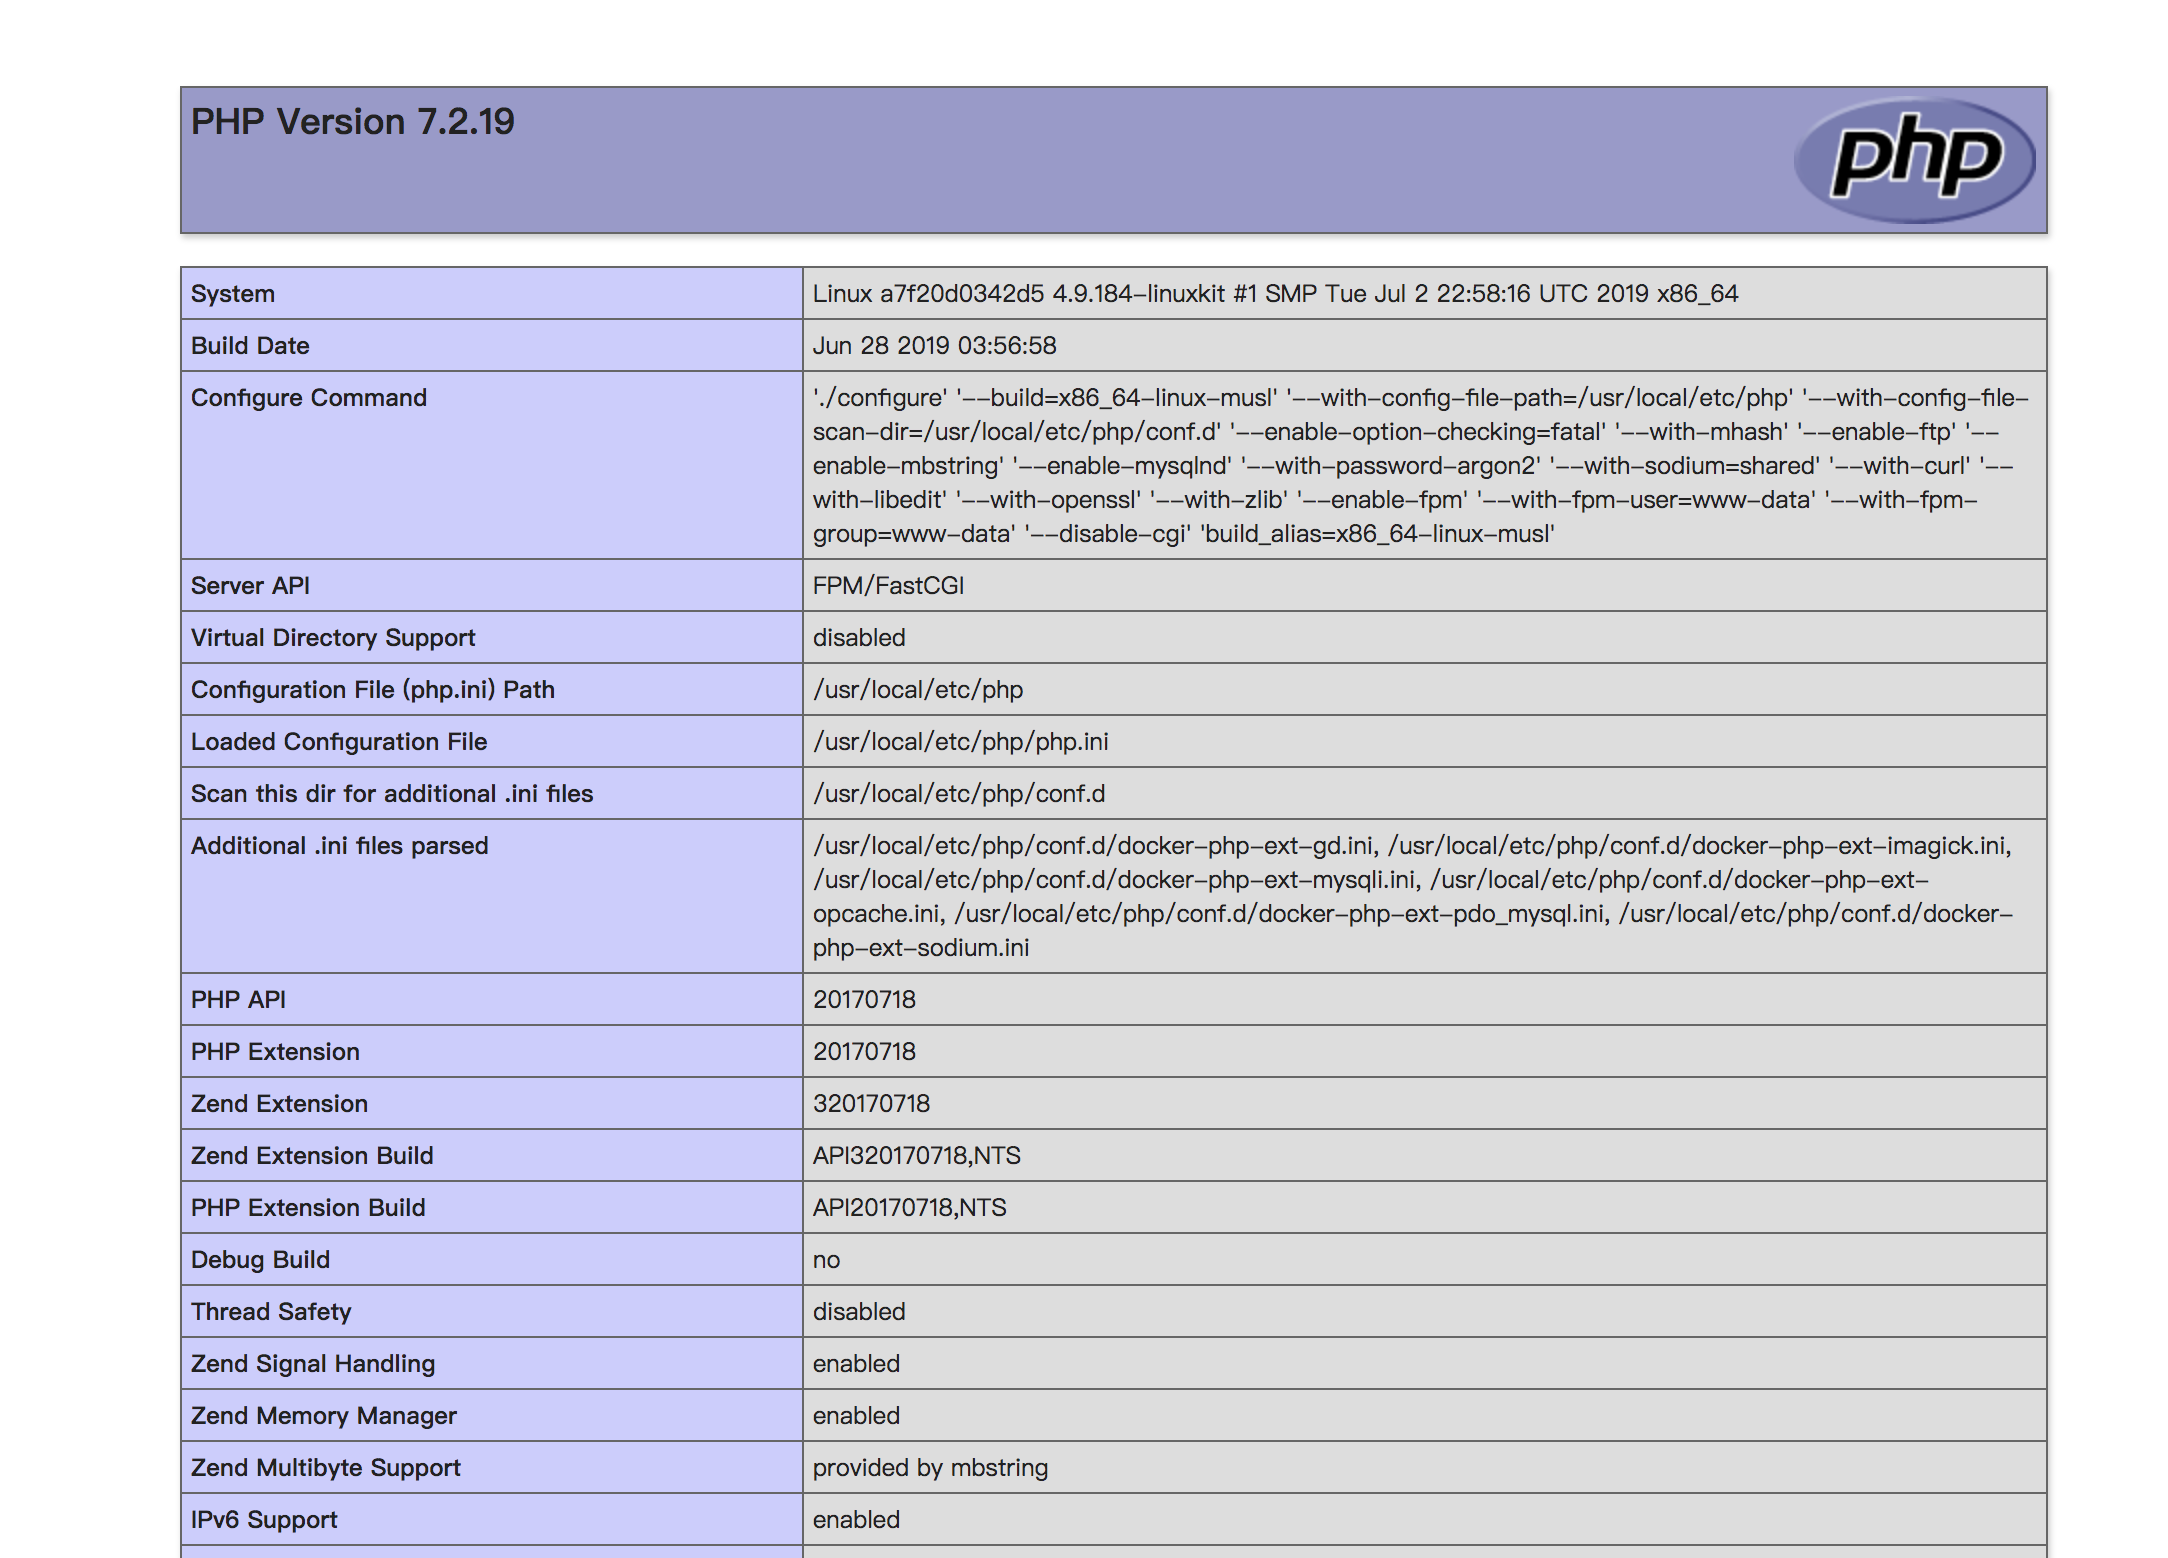 PHP Version 7.2.19
php
System
Linux a7f20d0342d5 4.9.184-linuxkit #1 SMP Tue Jul 2 22:58:16 UTC 2019 x86_64
Build Date
Jun 28 2019 03:56:58
Configure Command
'./configure' '--build=x86_64-linux-musl' '--with-config-file-path=/usr/local/etc/php' '--with-config-file-
scan-dir=/usr/local/etc/php/conf.d' '--enable-option-checking=fatal' '--with-mhash' '--enable-ftp' '--
enable-mbstring' '--enable-mysqlnd' '--with-password-argon2' '--with-sodium=shared' '--with-curl' '--
with-libedit' '--with-openssl' '--with-zlib' '--enable-fpm' '--with-fpm-user=www-data' '--with-fpm-
group=www-data' '--disable-cgi' 'build_alias=x86_64-linux-musl'
Server API
FPM/FastCGI
Virtual Directory Support
disabled
Configuration File (php.ini) Path
/usr/local/etc/php
Loaded Configuration File
/usr/local/etc/php/php.ini
Scan this dir for additional .ini files
/usr/local/etc/php/conf.d
Additional .ini files parsed
/usr/local/etc/php/conf.d/docker-php-ext-gd.ini, /usr/local/etc/php/conf.d/docker-php-ext-imagick.ini,
/usr/local/etc/php/conf.d/docker-php-ext-mysqli.ini, /usr/local/etc/php/conf.d/docker-php-ext-
opcache.ini, /usr/local/etc/php/conf.d/docker-php-ext-pdo_mysql.ini, /usr/local/etc/php/conf.d/docker-
php-ext-sodium.ini
PHP API
20170718
PHP Extension
20170718
Zend Extension
320170718
Zend Extension Build
API320170718,NTS
PHP Extension Build
API20170718,NTS
Debug Build
no
Thread Safety
disabled
Zend Signal Handling
enabled
Zend Memory Manager
enabled
Zend Multibyte Support
provided by mbstring
IPv6 Support
enabled